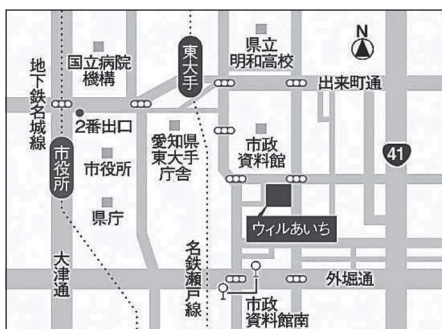 国立病院
機構
東大手
県立
明和高校
N
地下鉄名城線
出来町通
2番出口
愛知県
東大手
庁舎
市政
資料館
41
市役所
市役所
県庁
ウィルあいち
大津通
名鉄瀬戸線
外堀通
市政
資料館南